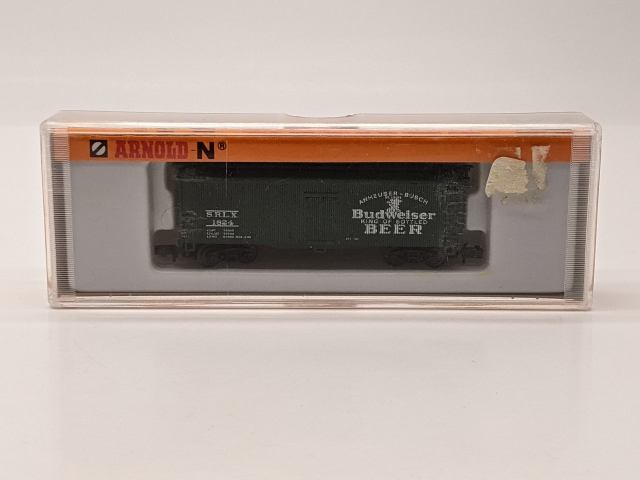 ARNOLD-N®
ANHEUSER-BUSCH
Budweiser
KING OF BOTTLED
BEER
SRLX
1924